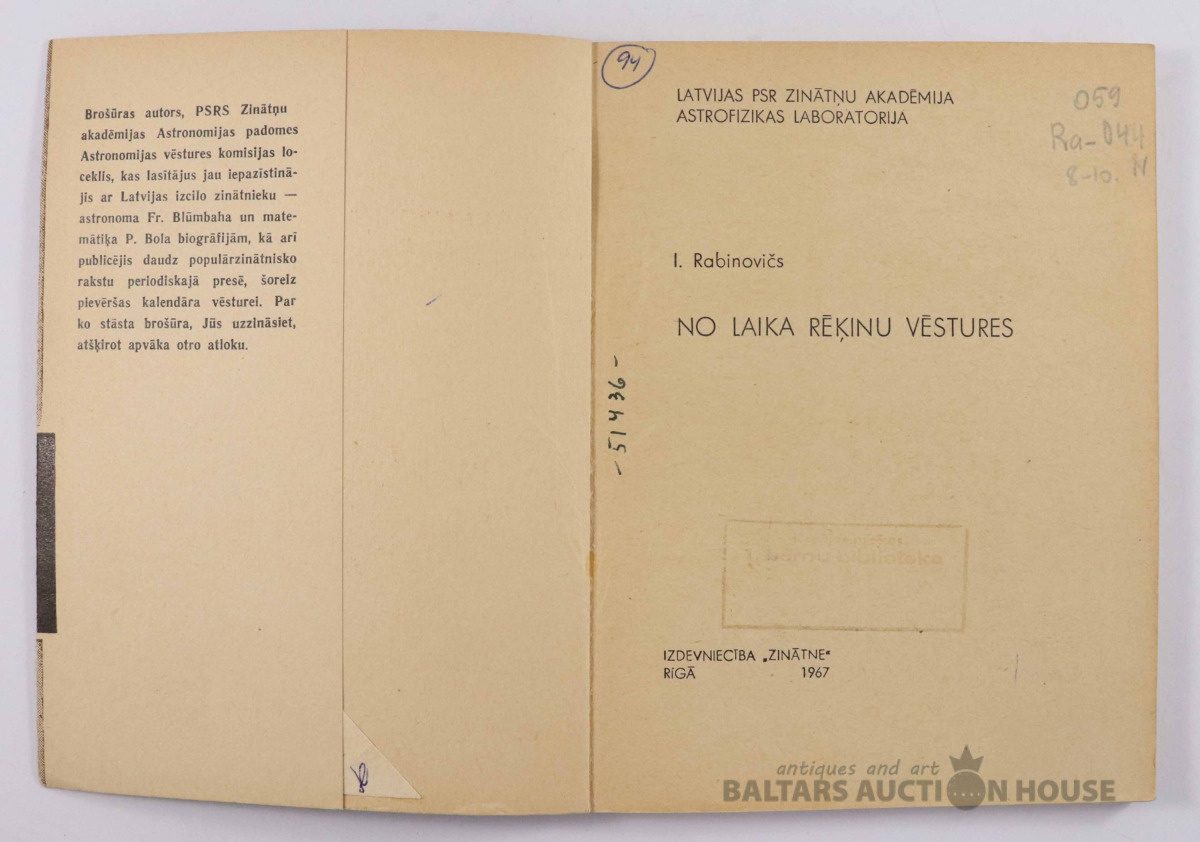 Brošūras autors, PSRS Zinātņu
akadēmijas Astronomijas padomes
Astronomijas vēstures komisijas lo-
ceklis, kas lasītājus jau iepazīstinā-
jis ar Latvijas izcilo zinātnieku —
astronoma Fr. Blūmbaha un mate-
mātiķa P. Bola biogrāfijām, kā arī
publicējis daudz populārzinātnisko
rakstu periodiskajā presē, šoreiz
pievēršas kalendāra vēsturei. Par
ko stāsta brošūra, Jūs uzzināsiet,
atšķirot apvāka otro atloku.
94
LATVIJAS PSR ZINĀTŅU AKADĒMIJA
ASTROFIZIKAS LABORATORIJA
059
Ra-044
8-10. N
I. Rabinovičs
NO LAIKA RĒĶINU VĒSTURES
-51436-
bērnu bibliotēka
IZDEVNIECĪBA „ZINĀTNE“
RĪGĀ 1967
antiques and art
BALTARS AUCTION HOUSE